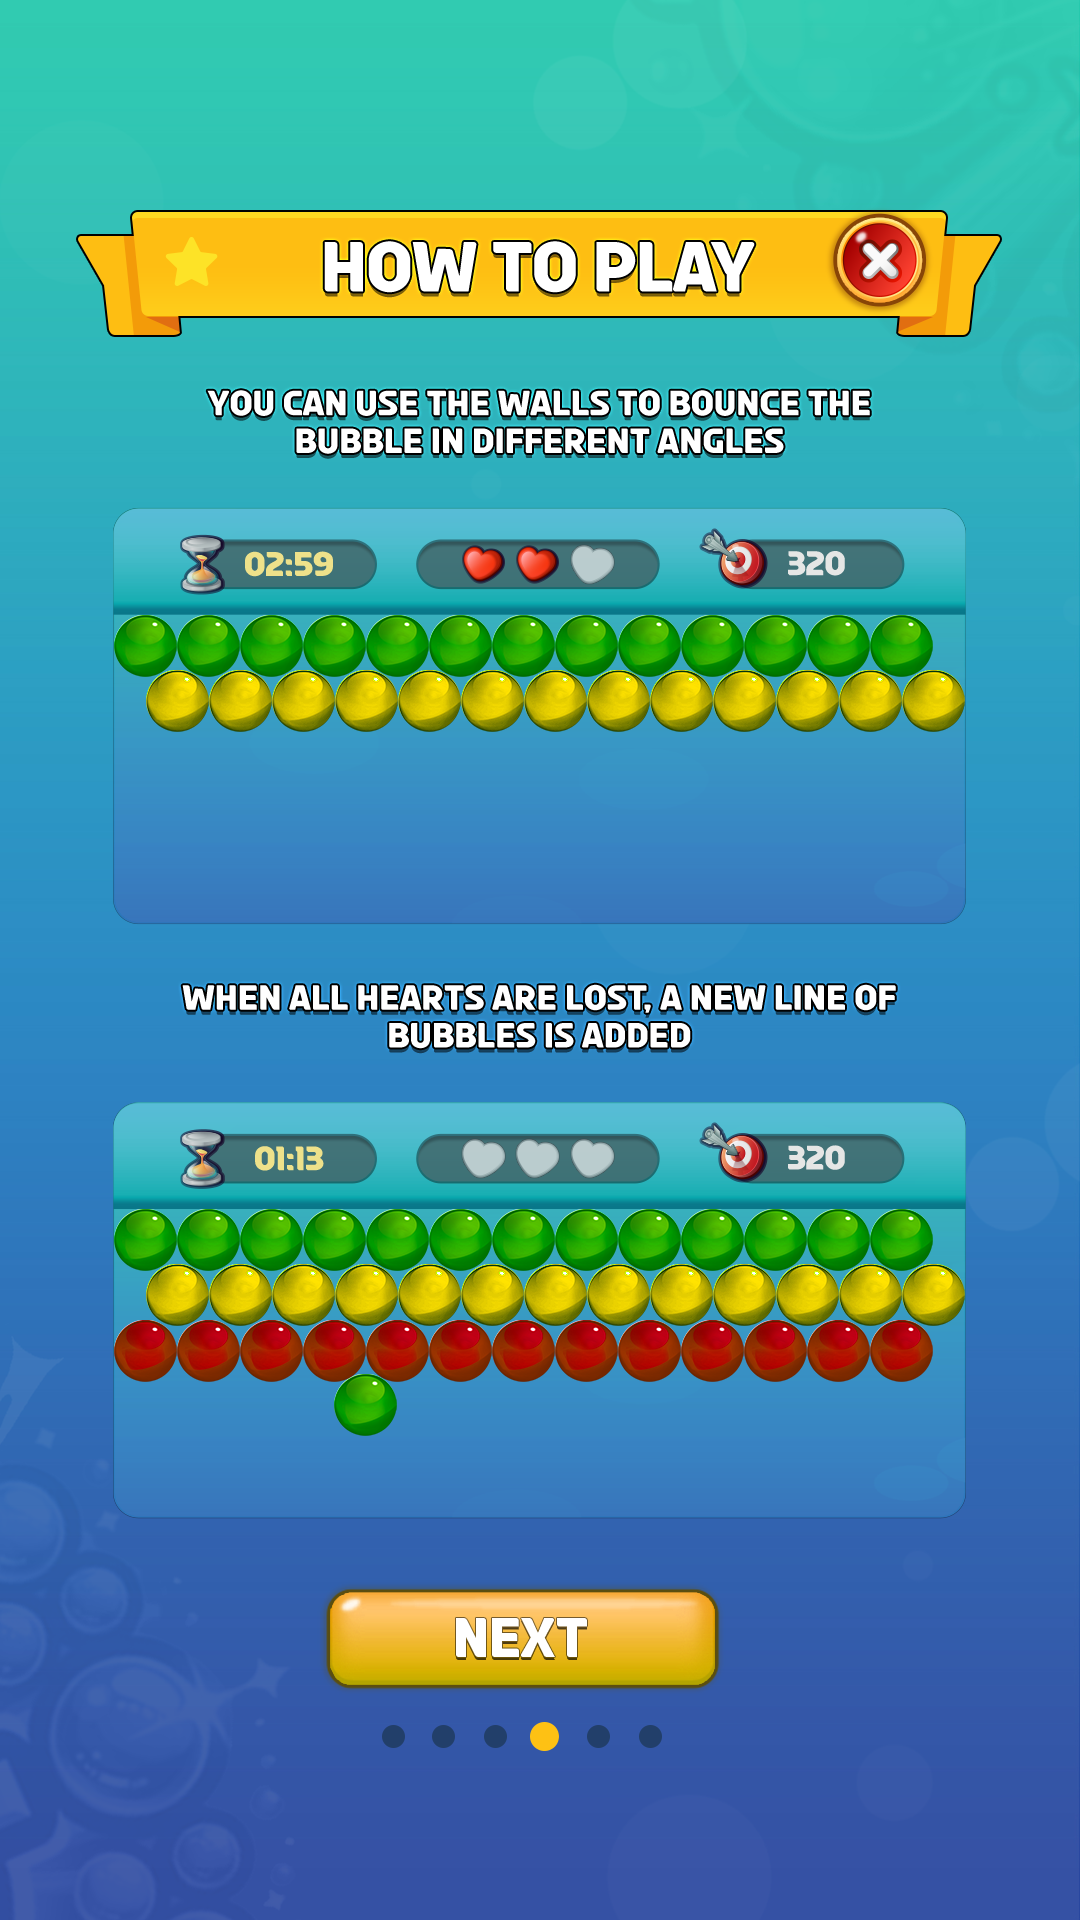 HOW TO PLAY
YOU CAN USE THE WALLS TO BOUNCE THE
BUBBLE IN DIFFERENT ANGLES
02:59
320
WHEN ALL HEARTS ARE LOST, A NEW LINE OF
BUBBLES IS ADDED
01:13
320
NEXT